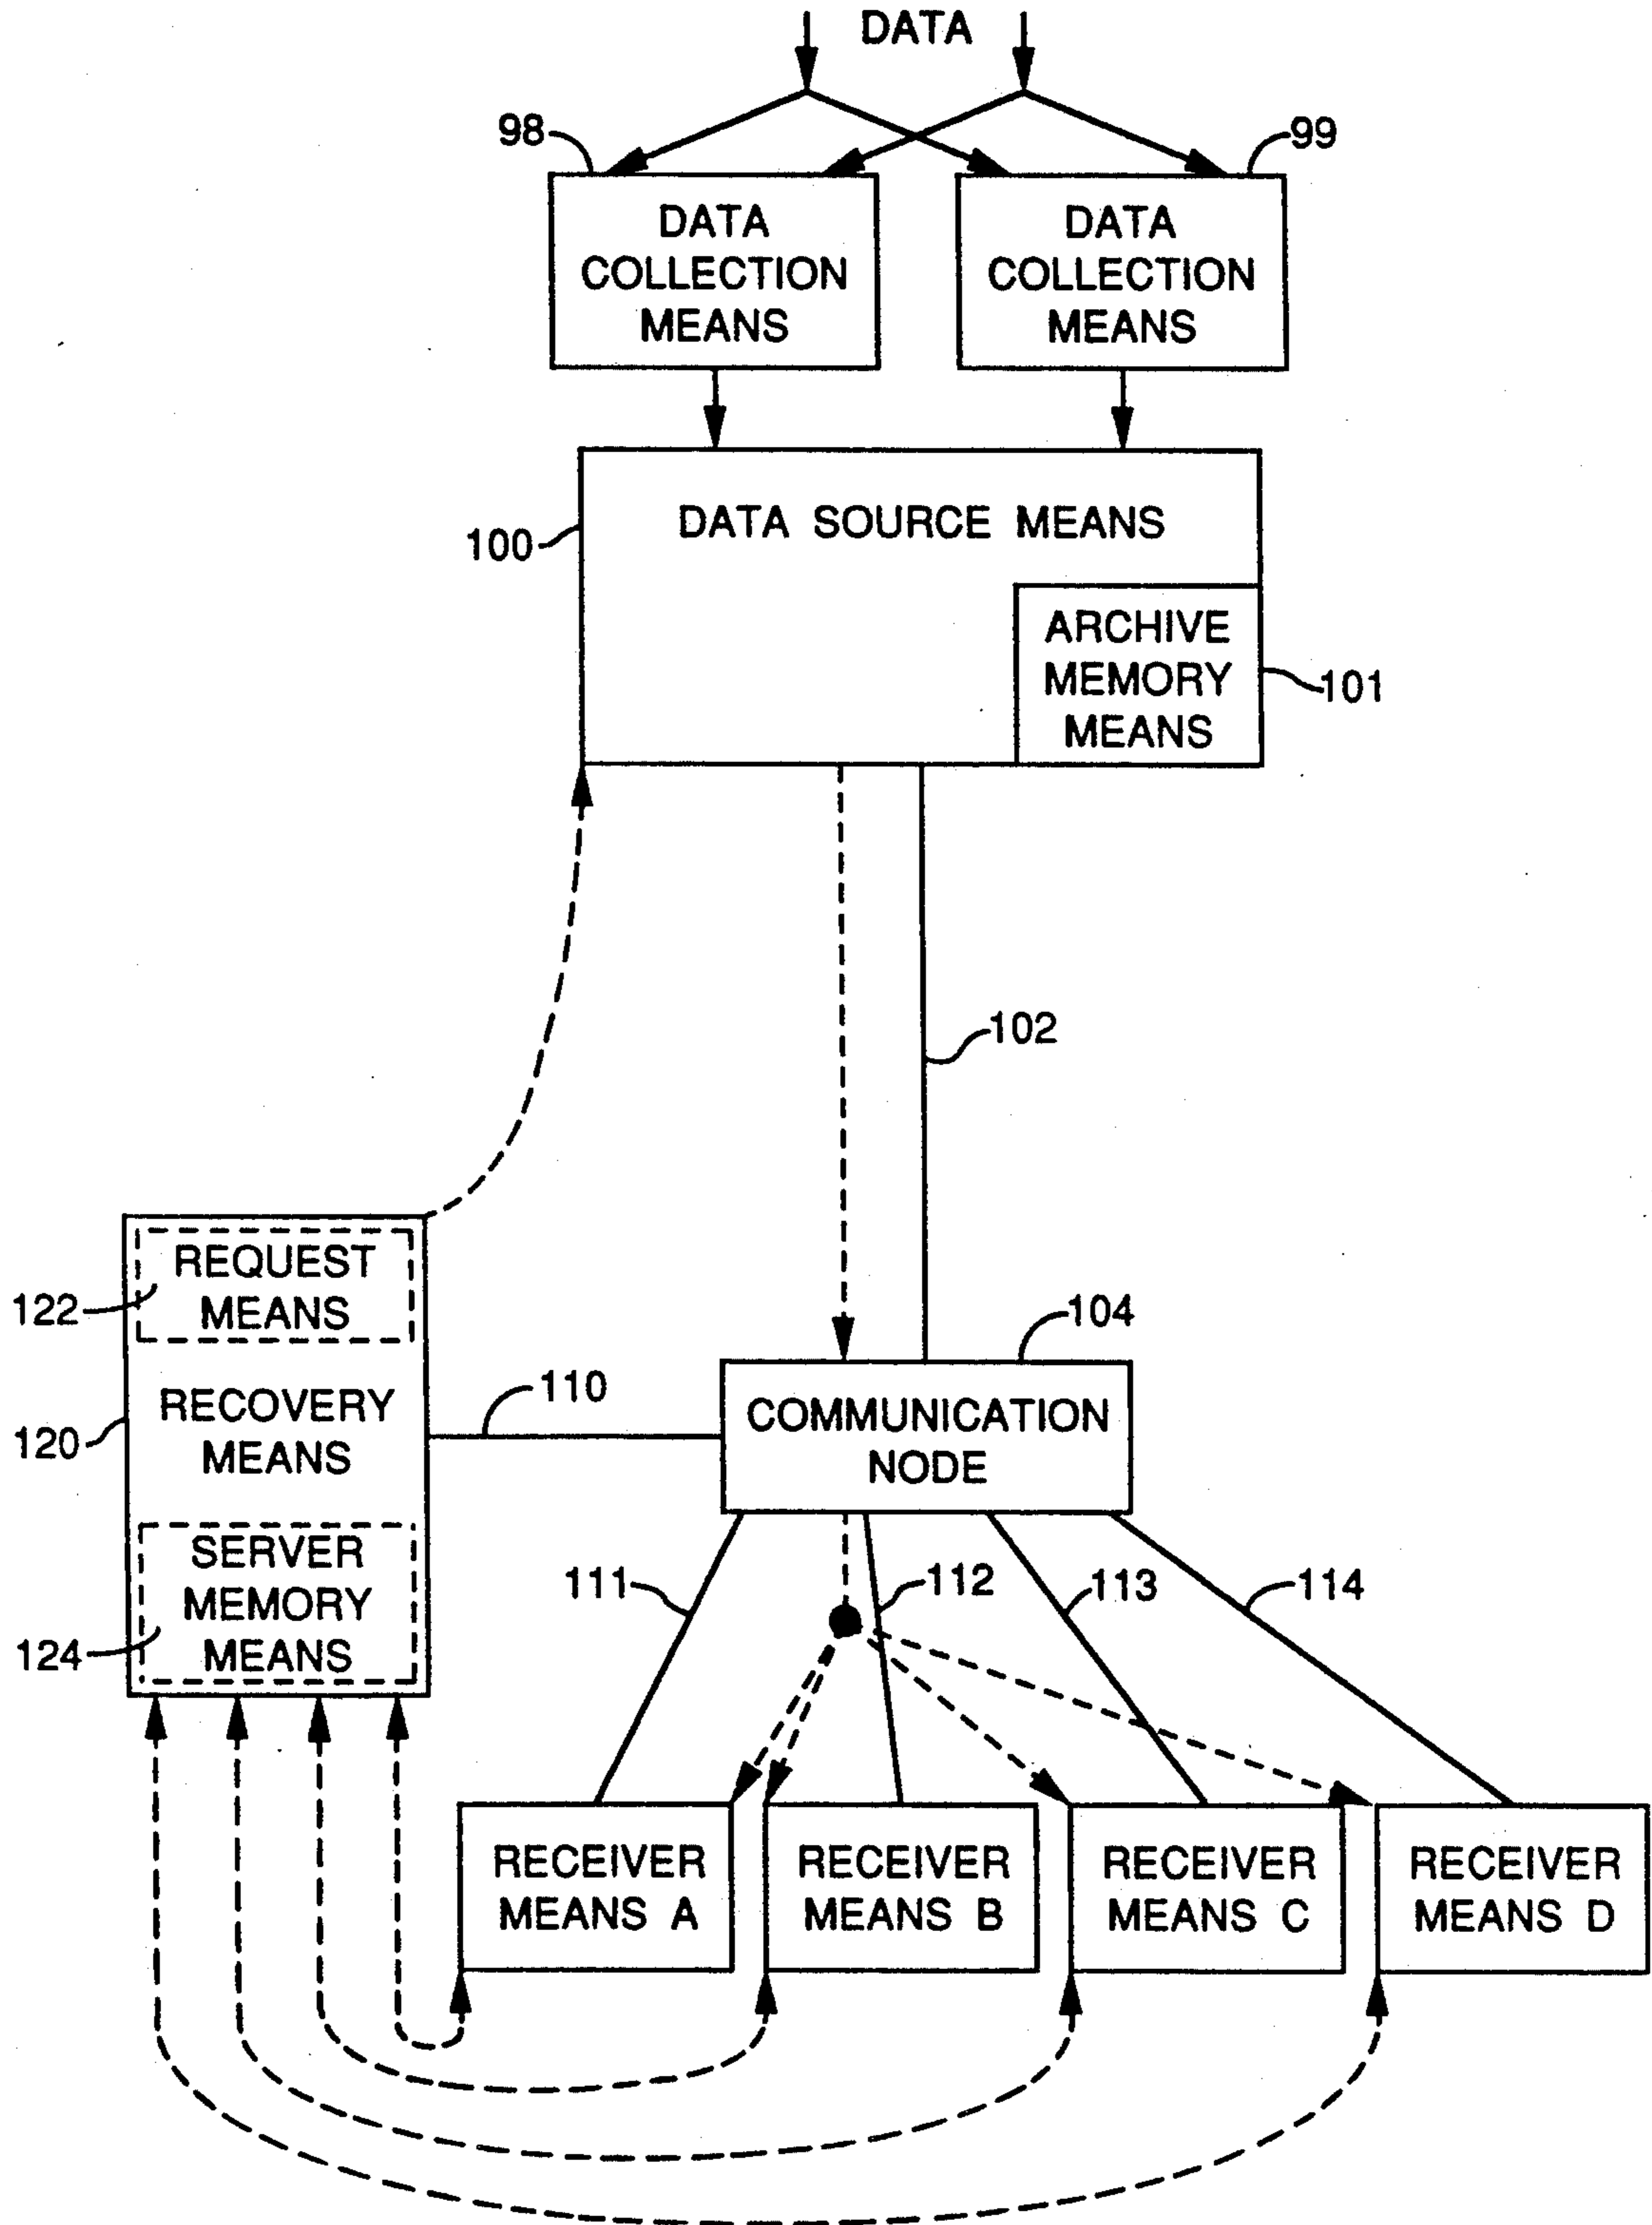 DATA
98
99
DATA
COLLECTION
MEANS
DATA
COLLECTION
MEANS
DATA SOURCE MEANS
100
ARCHIVE
MEMORY
MEANS
101
102
REQUEST
MEANS
122
104
110
COMMUNICATION
NODE
RECOVERY
MEANS
120
SERVER
MEMORY
MEANS
124
111
112
113
114
RECEIVER
MEANS A
RECEIVER
MEANS B
RECEIVER
MEANS C
RECEIVER
MEANS D